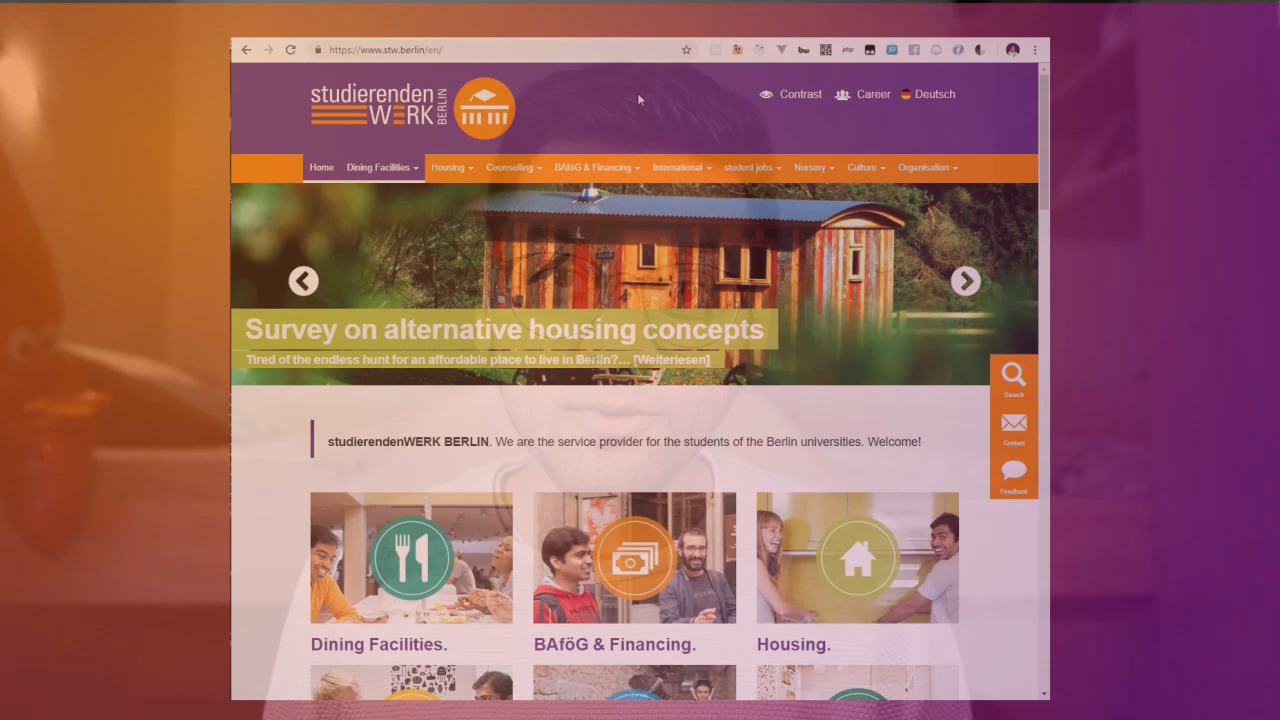 https://www.stw.berlin/en/
bw
php
studierenden
WERK
BERLIN
Contrast Career Deutsch
Home Dining Facilities Housing Counselling BAföG & Financing International student jobs Nursery Culture Organisation
Survey on alternative housing concepts
Tired of the endless hunt for an affordable place to live in Berlin?... [Weiterlesen]
Search
Contact
Feedback
studierendenWERK BERLIN. We are the service provider for the students of the Berlin universities. Welcome!
Dining Facilities. BAföG & Financing. Housing.